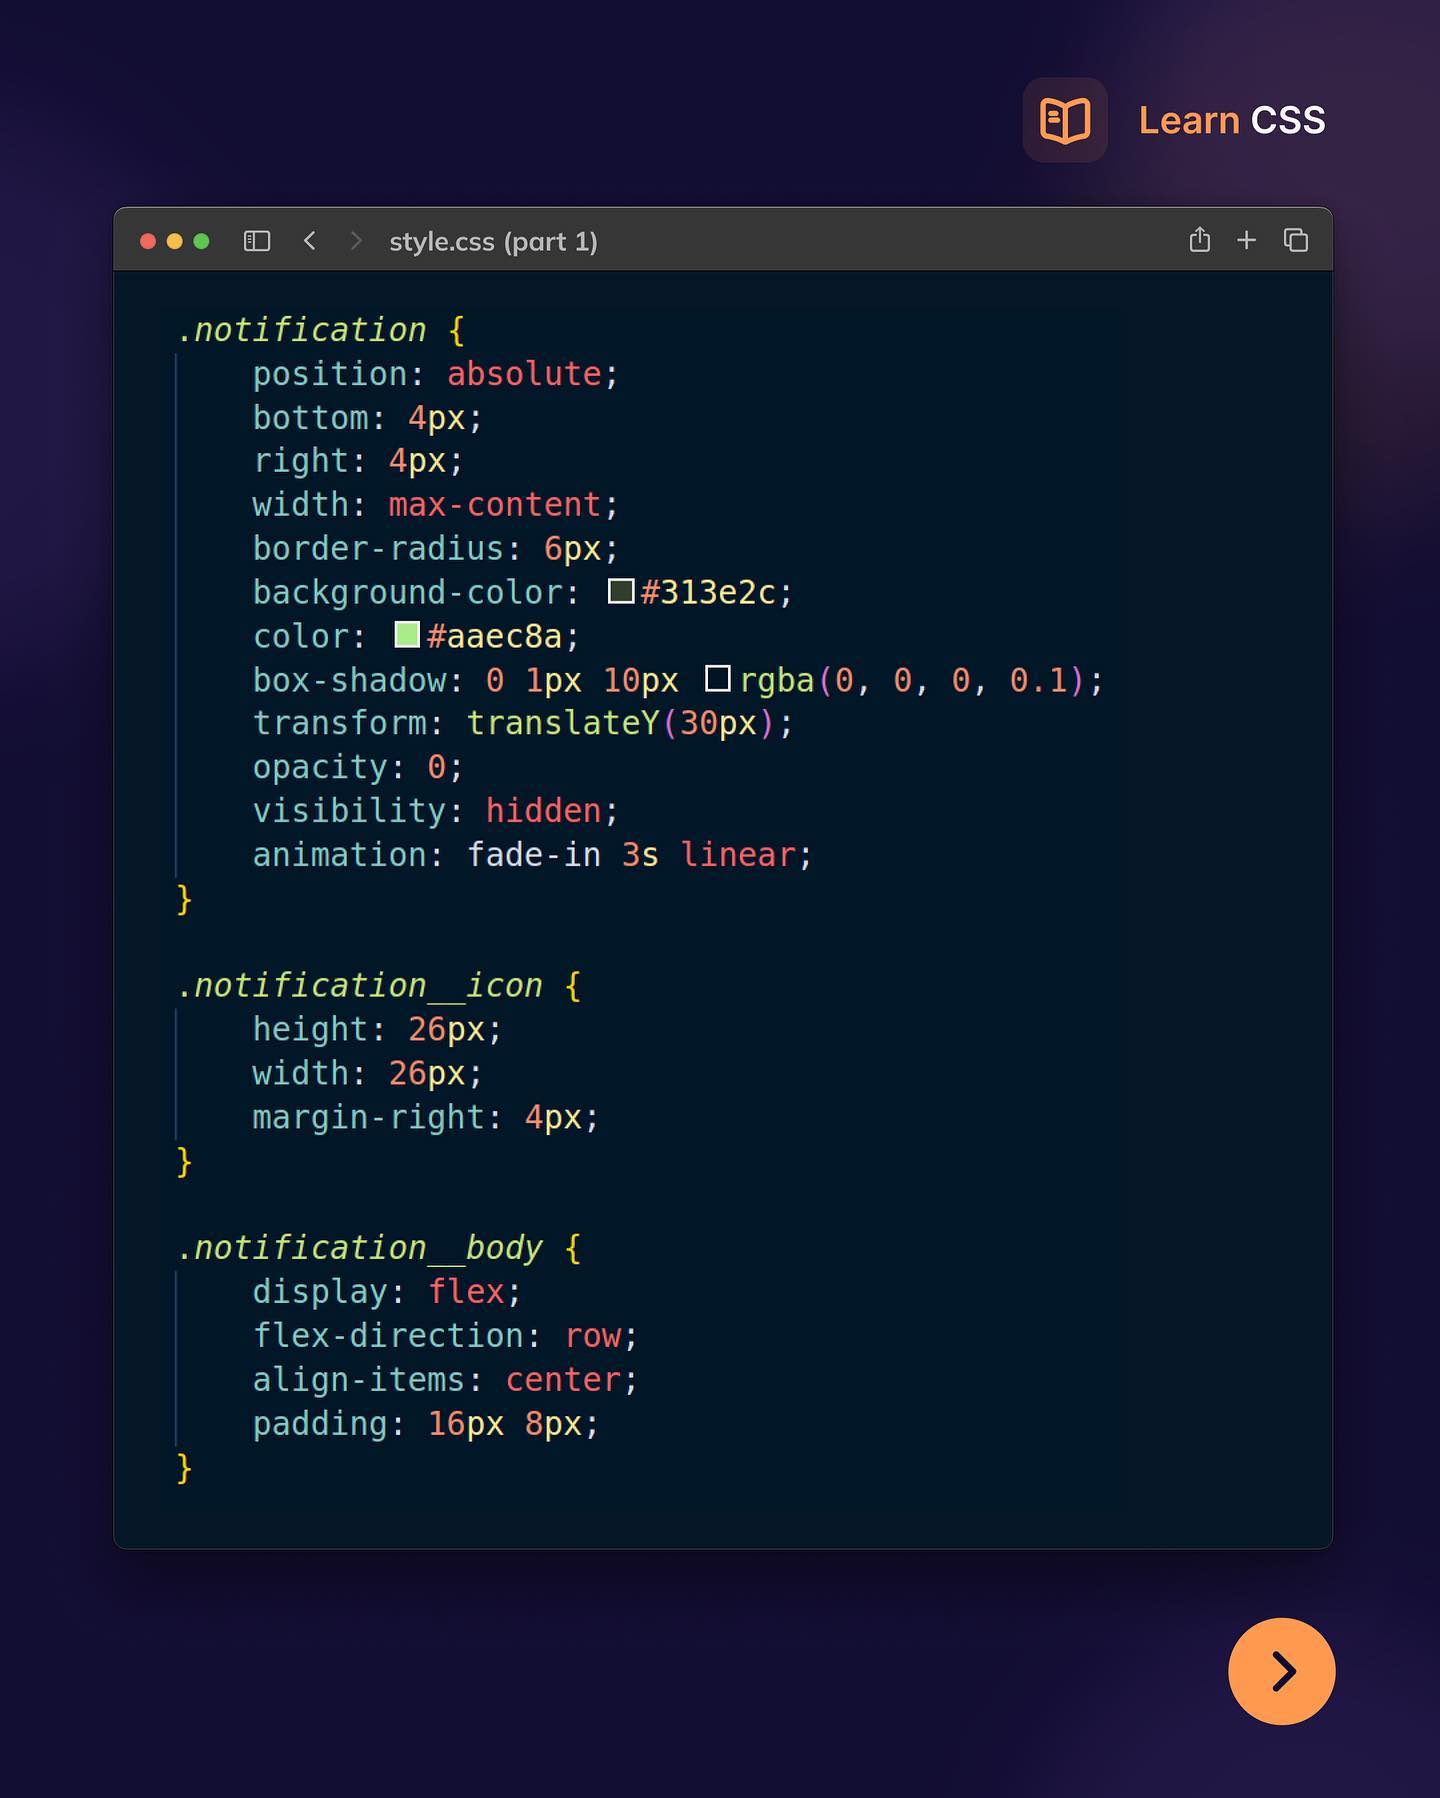 Learn CSS
style.css (part 1)
.notification {
    position: absolute;
    bottom: 4px;
    right: 4px;
    width: max-content;
    border-radius: 6px;
    background-color: #313e2c;
    color: #aaec8a;
    box-shadow: 0 1px 10px rgba(0, 0, 0, 0.1);
    transform: translateY(30px);
    opacity: 0;
    visibility: hidden;
    animation: fade-in 3s linear;
}

.notification__icon {
    height: 26px;
    width: 26px;
    margin-right: 4px;
}

.notification__body {
    display: flex;
    flex-direction: row;
    align-items: center;
    padding: 16px 8px;
}